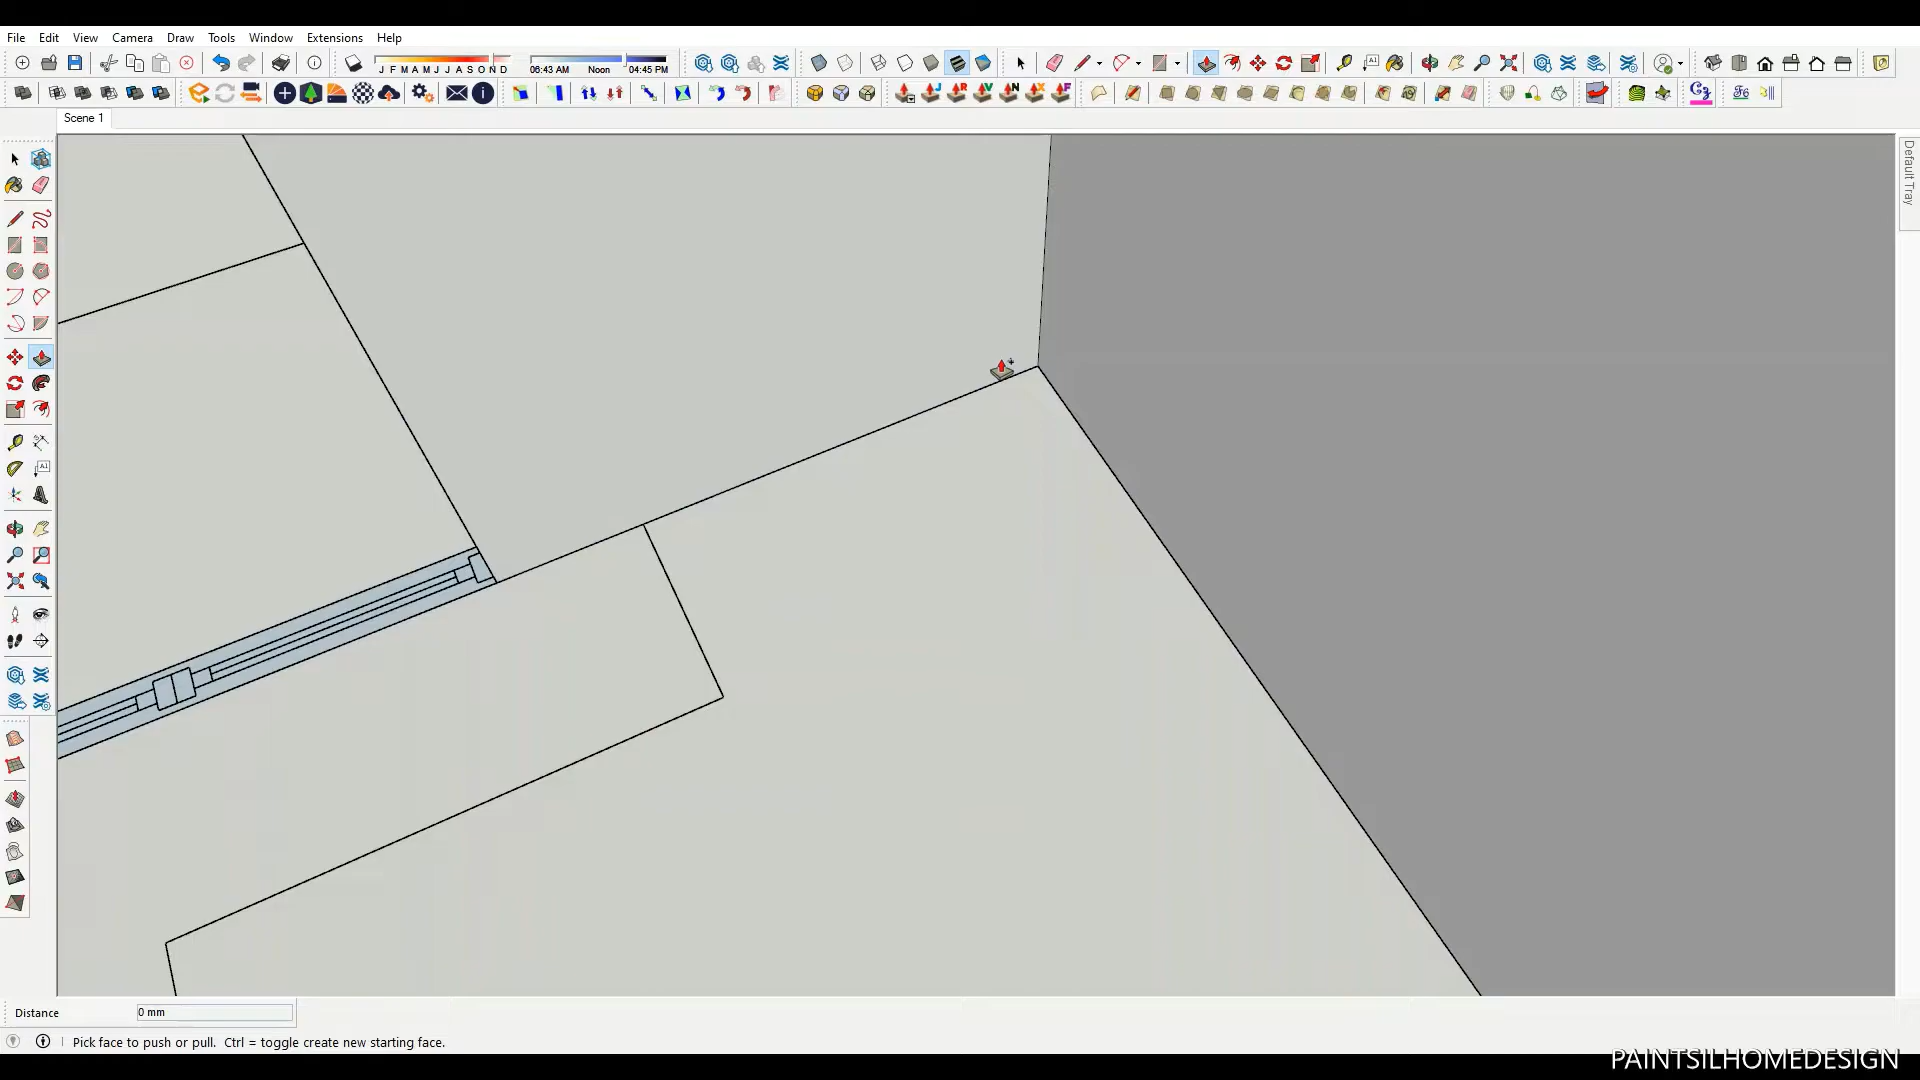 File Edit View Camera Draw Tools Window Extensions Help
J F M A M J J A S O N D
06:43 AM Noon 04:45 PM
Scene 1
Default Tray
Distance 0 mm
Pick face to push or pull. Ctrl = toggle create new starting face.
PAINTSILHOMEDESIGN